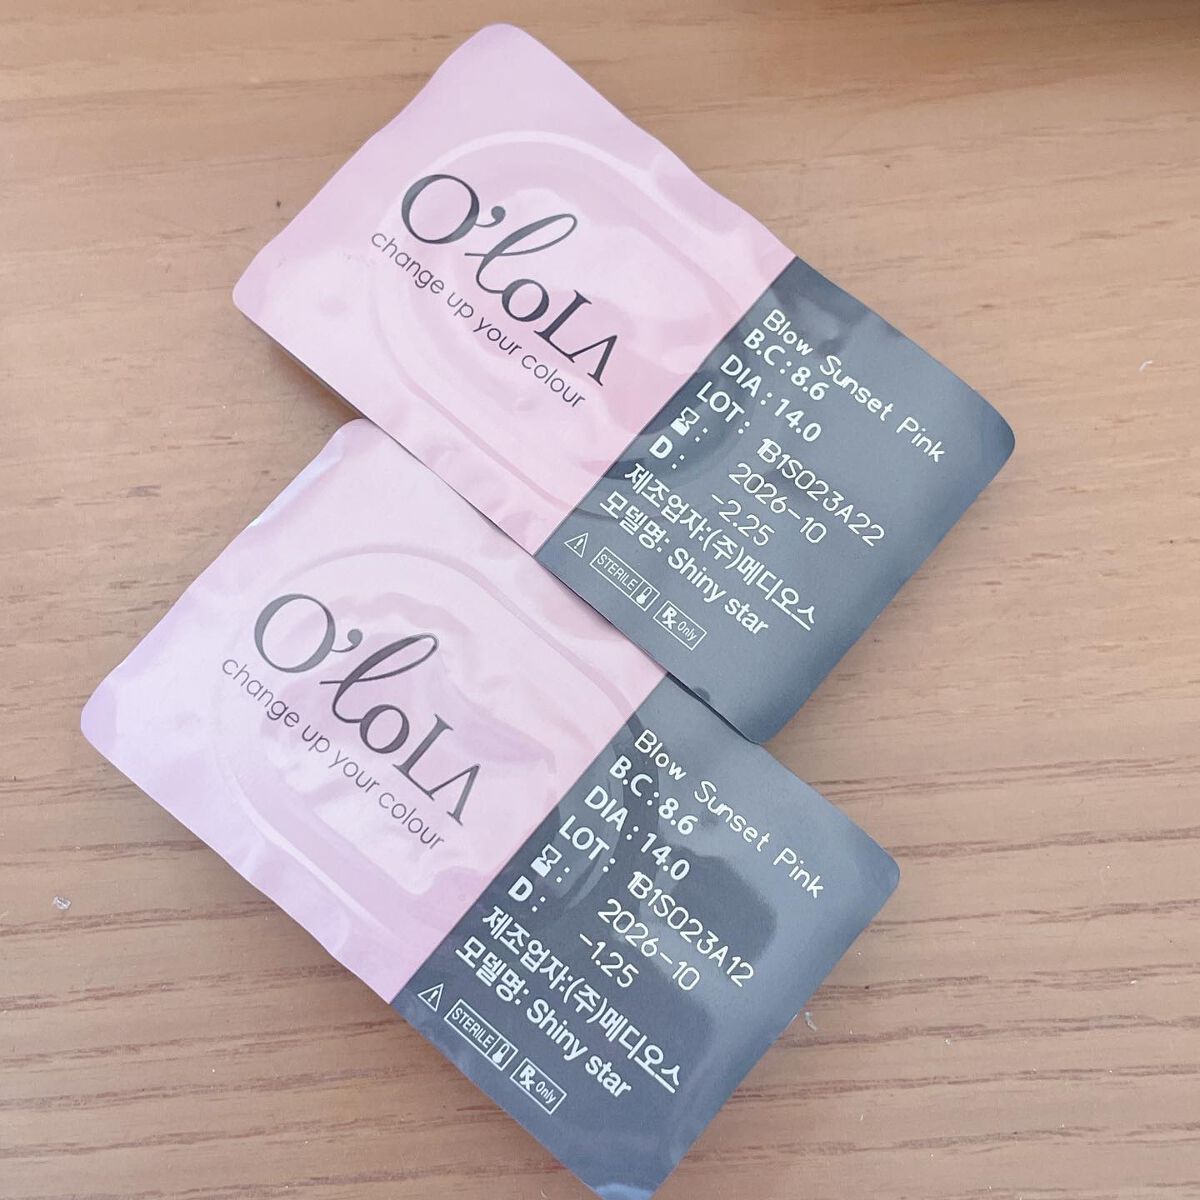 O'loLA
change up your colour
Blow Sunset Pink
B.C : 8.6
DIA : 14.0
LOT : 1B1S023A22
: 2026-10
D : -2.25
제조업자:(주)메디오스
모델명: Shiny star
STERILE
Rx Only
O'loLA
change up your colour
Blow Sunset Pink
B.C : 8.6
DIA : 14.0
LOT : 1B1S023A12
: 2026-10
D : -1.25
제조업자:(주)메디오스
모델명: Shiny star
STERILE
Rx Only